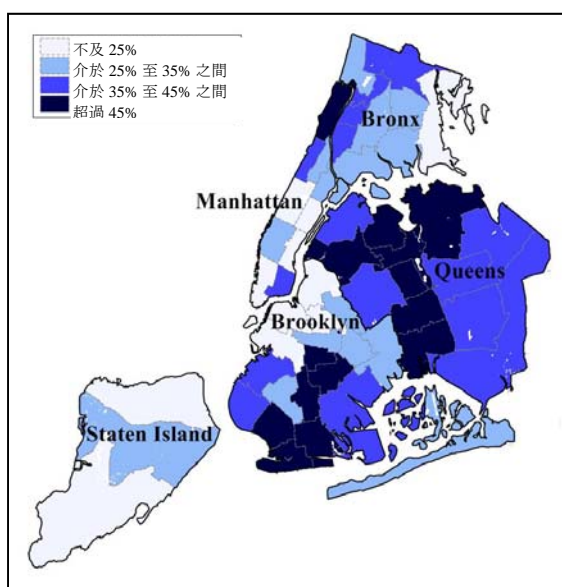 不及 25%
介於 25% 至 35% 之間
介於 35% 至 45% 之間
超過 45%
Bronx
Manhattan
Queens
Brooklyn
Staten Island